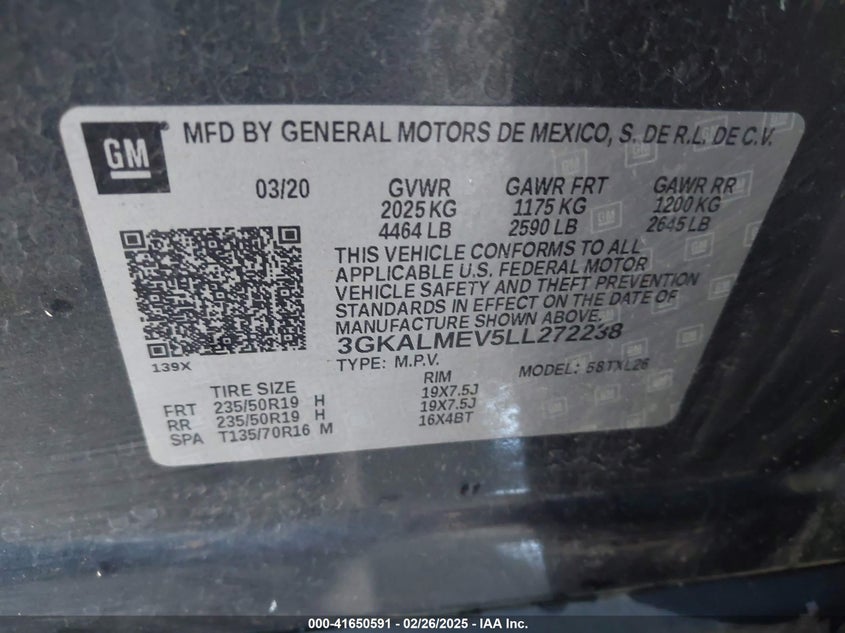 GM
MFD BY GENERAL MOTORS DE MEXICO, S. DE R.L. DE C.V.
03/20 GVWR GAWR FRT GAWR RR
2025 KG 1175 KG 1200 KG
4464 LB 2590 LB 2645 LB
THIS VEHICLE CONFORMS TO ALL
APPLICABLE U.S. FEDERAL MOTOR
VEHICLE SAFETY AND THEFT PREVENTION
STANDARDS IN EFFECT ON THE DATE OF
MANUFACTURE SHOWN ABOVE.
3GKALMEV5LL272238
139X
TYPE: M.P.V. MODEL: 58TXL26
TIRE SIZE RIM
FRT 235/50R19 H 19X7.5J
RR 235/50R19 H 19X7.5J
SPA T135/70R16 M 16X4BT
000-41650591 - 02/26/2025 - IAA Inc.